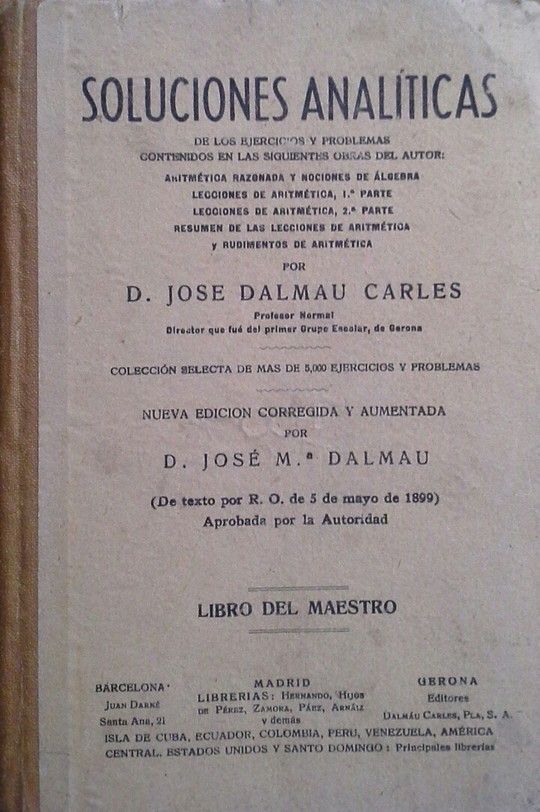 SOLUCIONES ANALÍTICAS
DE LOS EJERCICIOS Y PROBLEMAS
CONTENIDOS EN LAS SIGUIENTES OBRAS DEL AUTOR:
ARITMÉTICA RAZONADA Y NOCIONES DE ÁLGEBRA
LECCIONES DE ARITMÉTICA, 1.ª PARTE
LECCIONES DE ARITMÉTICA, 2.ª PARTE
RESUMEN DE LAS LECCIONES DE ARITMÉTICA
y RUDIMENTOS DE ARITMÉTICA
POR
D. JOSE DALMAU CARLES
Profesor Normal
Director que fué del primer Grupo Escolar, de Gerona
COLECCIÓN SELECTA DE MAS DE 5,000 EJERCICIOS Y PROBLEMAS
NUEVA EDICION CORREGIDA Y AUMENTADA
POR
D. JOSÉ M.ª DALMAU
(De texto por R. O. de 5 de mayo de 1899)
Aprobada por la Autoridad
LIBRO DEL MAESTRO
BARCELONA
Juan Darné
Santa Ana, 21
MADRID
LIBRERIAS: Hernando, Hijos
de Pérez, Zamora, Páez, Arnáiz
y demás
GERONA
Editores
Dalmáu Carles, Pla, S. A.
ISLA DE CUBA, ECUADOR, COLOMBIA, PERU, VENEZUELA, AMÉRICA
CENTRAL, ESTADOS UNIDOS Y SANTO DOMINGO: Principales librerías